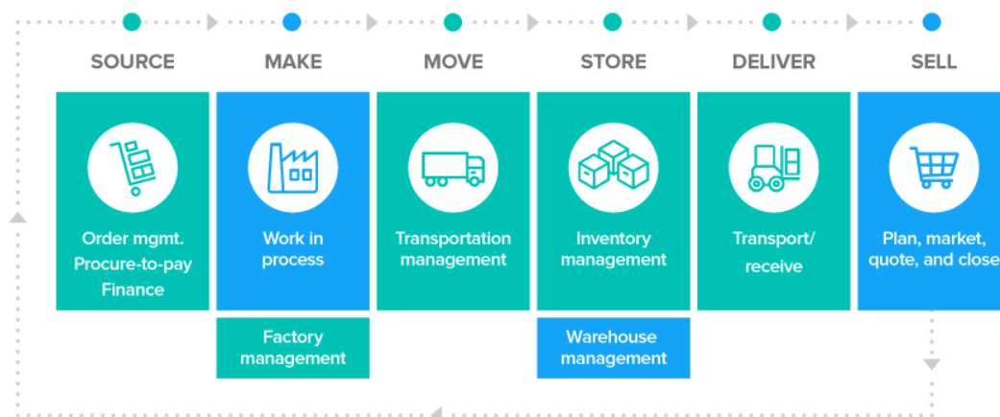 SOURCE
MAKE
MOVE
STORE
DELIVER
SELL
Order mgmt.
Procure-to-pay
Finance
Work in
process
Transportation
management
Inventory
management
Transport/
receive
Plan, market,
quote, and close
Factory
management
Warehouse
management